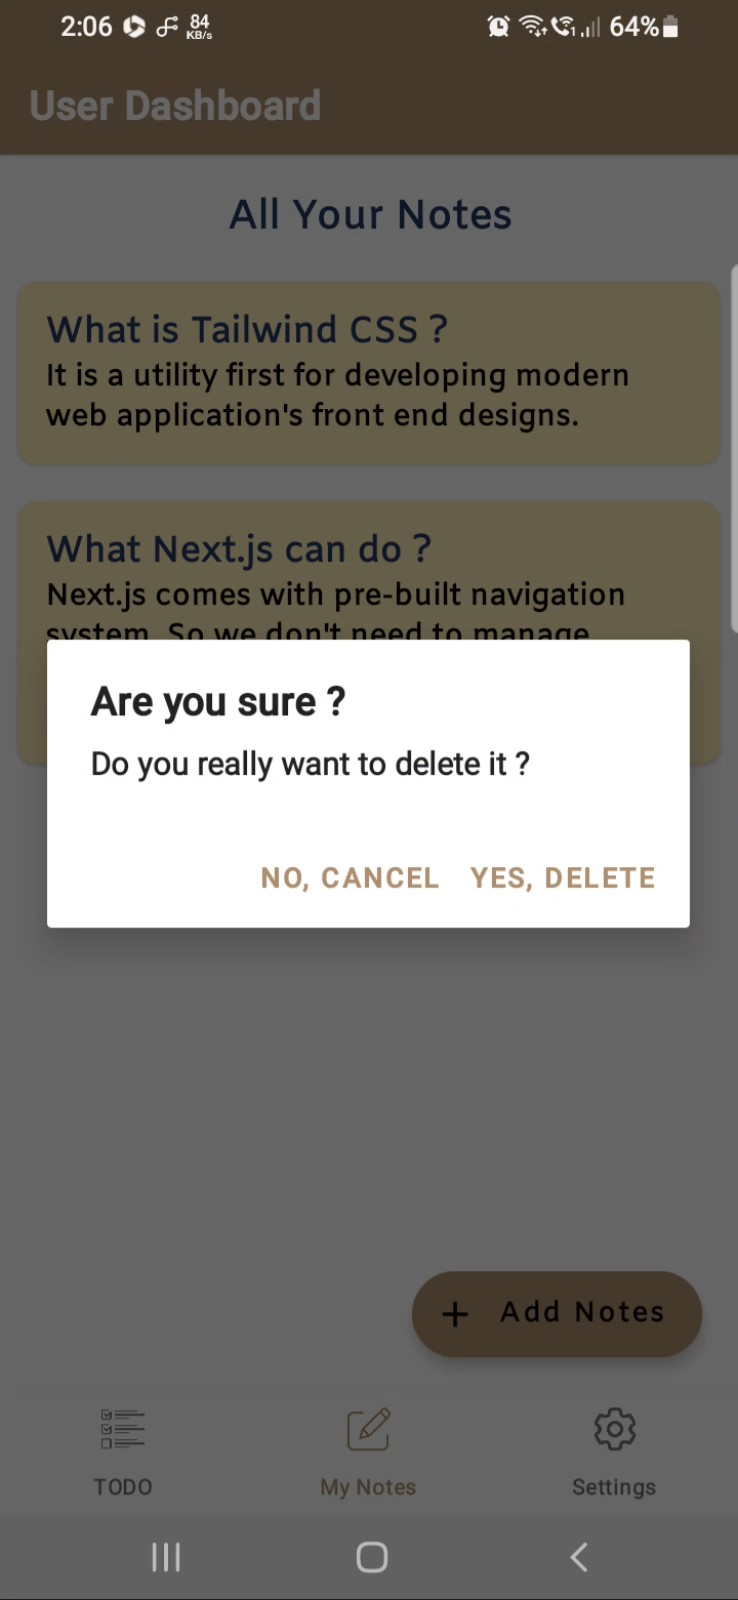 2:06 84 KB/s 1 64%
User Dashboard
All Your Notes
What is Tailwind CSS ?
It is a utility first for developing modern
web application's front end designs.
What Next.js can do ?
Next.js comes with pre-built navigation
system. So we don't need to manage
Are you sure ?
Do you really want to delete it ?
NO, CANCEL YES, DELETE
+ Add Notes
TODO My Notes Settings